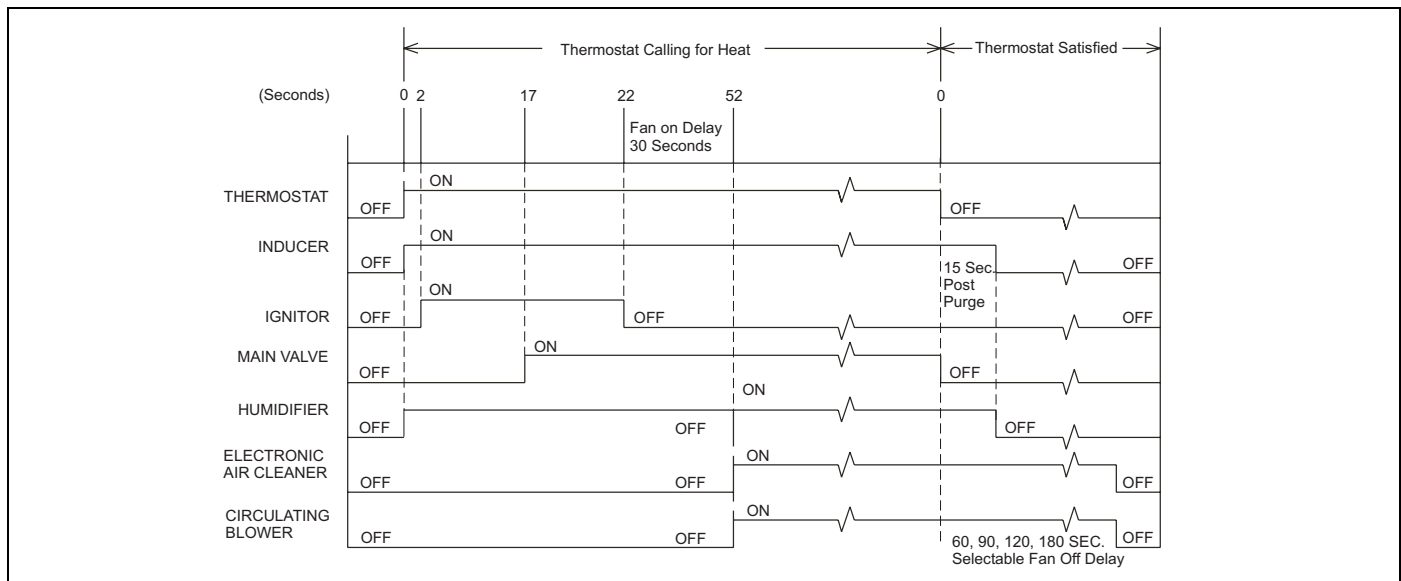 Thermostat Calling for Heat Thermostat Satisfied
(Seconds) 0 2 17 22 52 0
Fan on Delay
30 Seconds
THERMOSTAT OFF ON OFF
INDUCER OFF ON OFF
15 Sec.
Post
Purge
IGNITOR OFF ON OFF OFF
MAIN VALVE OFF ON OFF
HUMIDIFIER OFF OFF ON OFF
ELECTRONIC
AIR CLEANER OFF OFF ON OFF
CIRCULATING
BLOWER OFF OFF ON OFF
60, 90, 120, 180 SEC.
Selectable Fan Off Delay